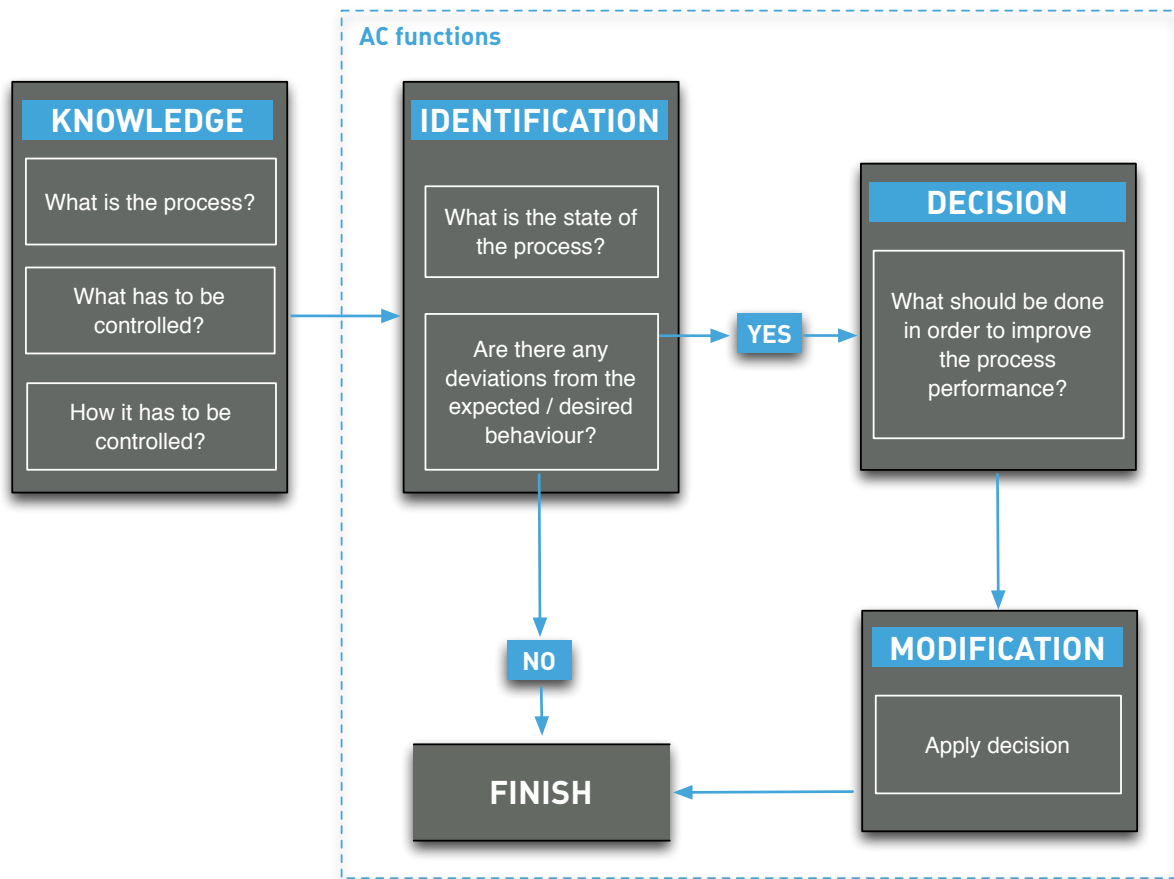 AC functions
KNOWLEDGE
What is the process?
What has to be
controlled?
How it has to be
controlled?
IDENTIFICATION
What is the state of
the process?
Are there any
deviations from the
expected / desired
behaviour?
YES
DECISION
What should be done
in order to improve
the process
performance?
NO
MODIFICATION
Apply decision
FINISH